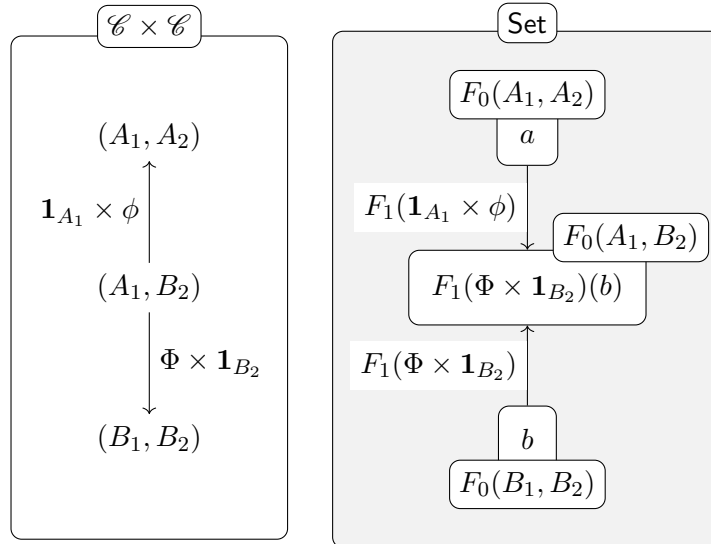 𝒞 × 𝒞
(A₁, A₂)
𝟏_{A₁} × ϕ
(A₁, B₂)
Φ × 𝟏_{B₂}
(B₁, B₂)
Set
F₀(A₁, A₂)
a
F₁(𝟏_{A₁} × ϕ)
F₀(A₁, B₂)
F₁(Φ × 𝟏_{B₂})(b)
F₁(Φ × 𝟏_{B₂})
b
F₀(B₁, B₂)